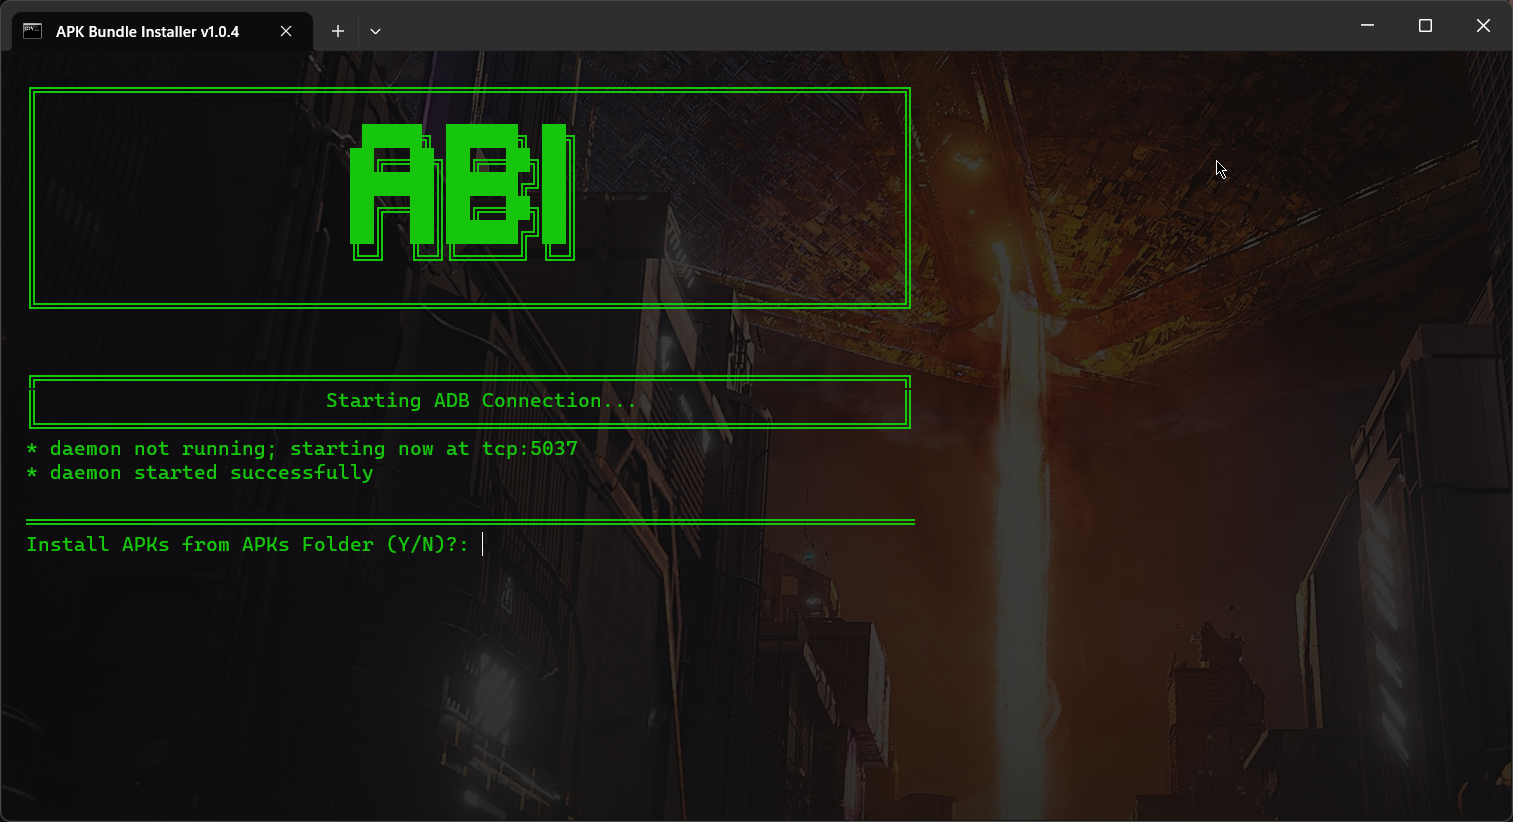 APK Bundle Installer v1.0.4
ABI
Starting ADB Connection...
* daemon not running; starting now at tcp:5037
* daemon started successfully
Install APKs from APKs Folder (Y/N)?: